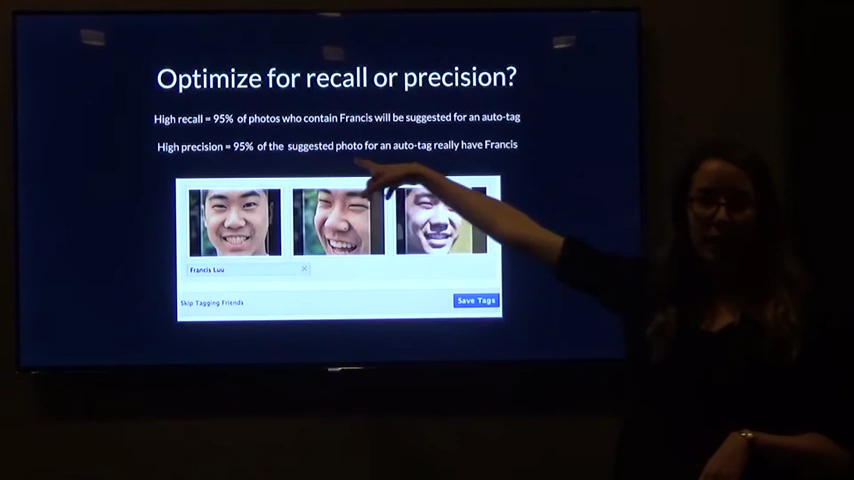 Optimize for recall or precision?
High recall = 95% of photos who contain Francis will be suggested for an auto-tag
High precision = 95% of the suggested photo for an auto-tag really have Francis
Francis Luu
Skip Tagging Friends
Save Tags